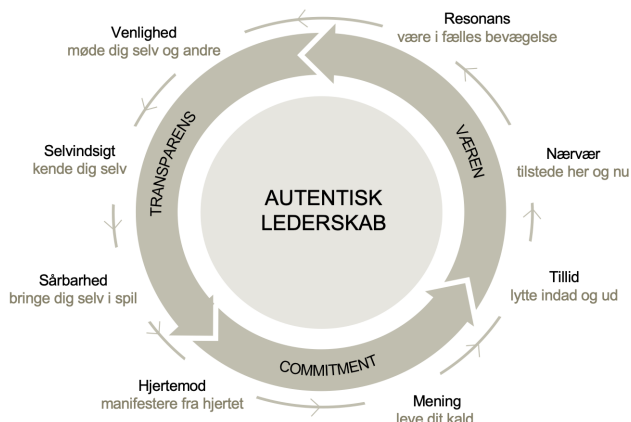 Resonans
være i fælles bevægelse
Venlighed
møde dig selv og andre
Selvindsigt
kende dig selv
Nærvær
tilstede her og nu
TRANSPARENS
VÆREN
AUTENTISK
LEDERSKAB
Sårbarhed
bringe dig selv i spil
Tillid
lytte indad og ud
COMMITMENT
Hjertemod
manifestere fra hjertet
Mening
leve dit kald